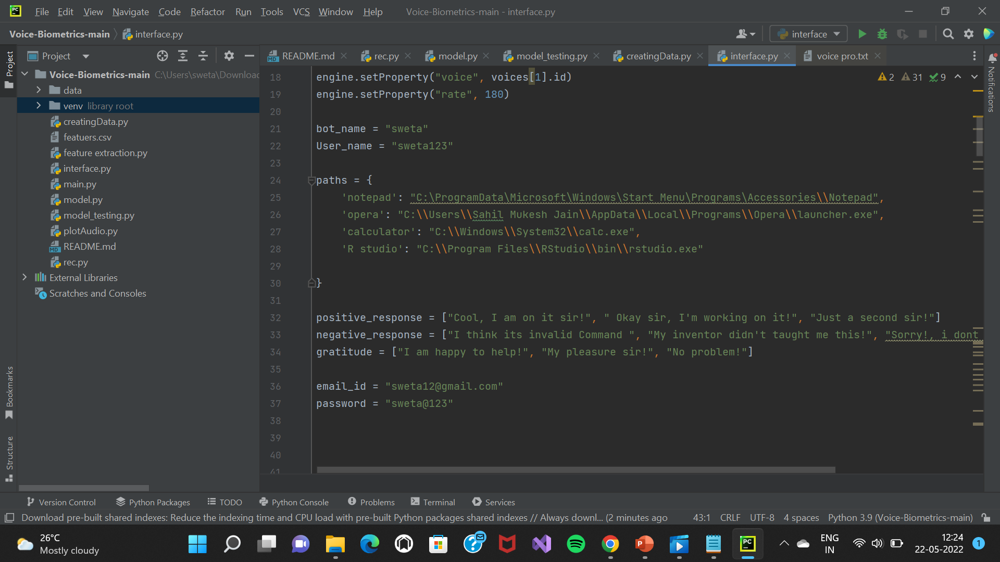 File Edit View Navigate Code Refactor Run Tools VCS Window Help Voice-Biometrics-main - interface.py
Voice-Biometrics-main interface.py interface
Project README.md rec.py model.py model_testing.py creatingData.py interface.py voice pro.txt
Project
Notifications
Bookmarks
Structure
Voice-Biometrics-main C:\Users\sweta\Download
data
venv library root
creatingData.py
featuers.csv
feature extraction.py
interface.py
main.py
model.py
model_testing.py
plotAudio.py
README.md
rec.py
External Libraries
Scratches and Consoles
2 31 9
18 engine.setProperty("voice", voices[1].id)
19 engine.setProperty("rate", 180)
20
21 bot_name = "sweta"
22 User_name = "sweta123"
23
24 paths = {
25 'notepad': "C:\ProgramData\Microsoft\Windows\Start Menu\Programs\Accessories\\Notepad",
26 'opera': "C:\\Users\\Sahil Mukesh Jain\\AppData\\Local\\Programs\\Opera\\launcher.exe",
27 'calculator': "C:\\Windows\\System32\\calc.exe",
28 'R studio': "C:\\Program Files\\RStudio\\bin\\rstudio.exe"
29
30 }
31
32 positive_response = ["Cool, I am on it sir!", " Okay sir, I'm working on it!", "Just a second sir!"]
33 negative_response = ["I think its invalid Command ", "My inventor didn't taught me this!", "Sorry!, i dont
34 gratitude = ["I am happy to help!", "My pleasure sir!", "No problem!"]
35
36 email_id = "sweta12@gmail.com"
37 password = "sweta@123"
38
39
40
41
Version Control Python Packages TODO Python Console Problems Terminal Services
Download pre-built shared indexes: Reduce the indexing time and CPU load with pre-built Python packages shared indexes // Always downl... (2 minutes ago 43:1 CRLF UTF-8 4 spaces Python 3.9 (Voice-Biometrics-main)
26°C
Mostly cloudy
ENG
IN
12:24
22-05-2022
1